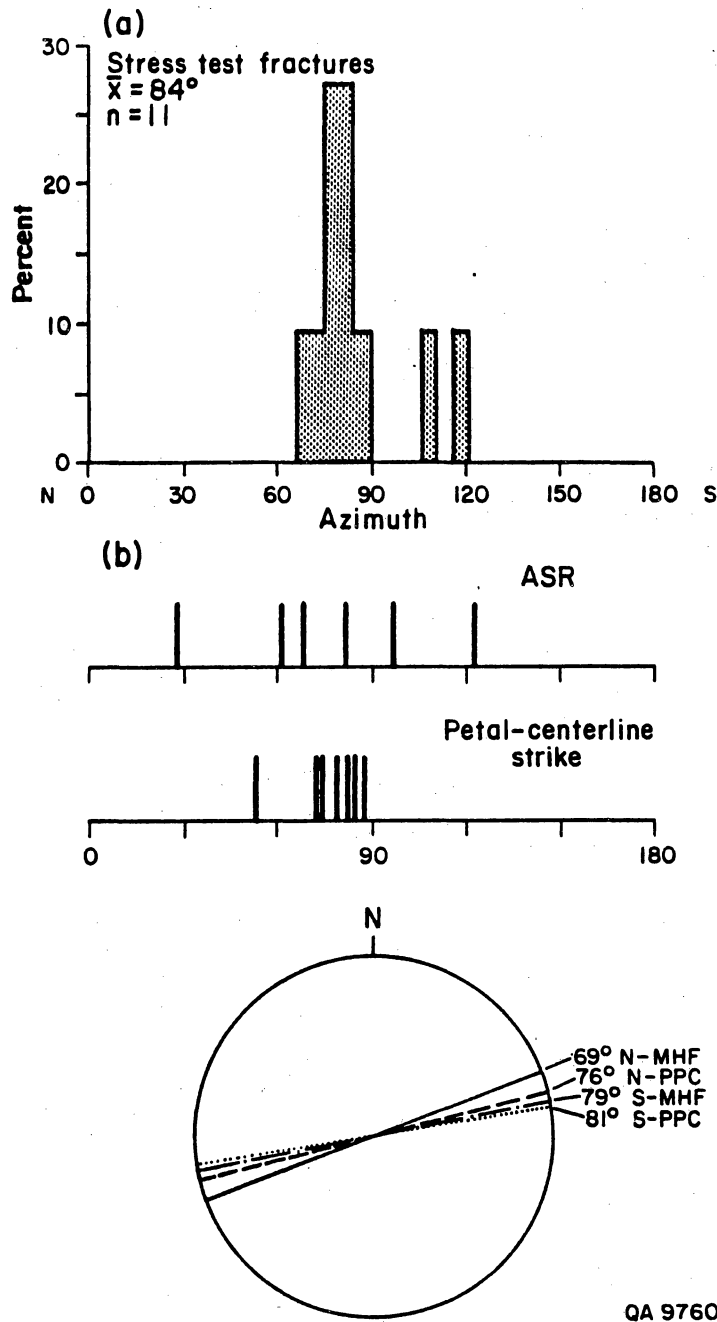 (a)
Stress test fractures
x̄ = 84°
n = 11
30
20
10
0
Percent
N 0 30 60 90 120 150 180 S
Azimuth
(b)
ASR
Petal-centerline
strike
0 90 180
N
69° N-MHF
76° N-PPC
79° S-MHF
81° S-PPC
QA 9760